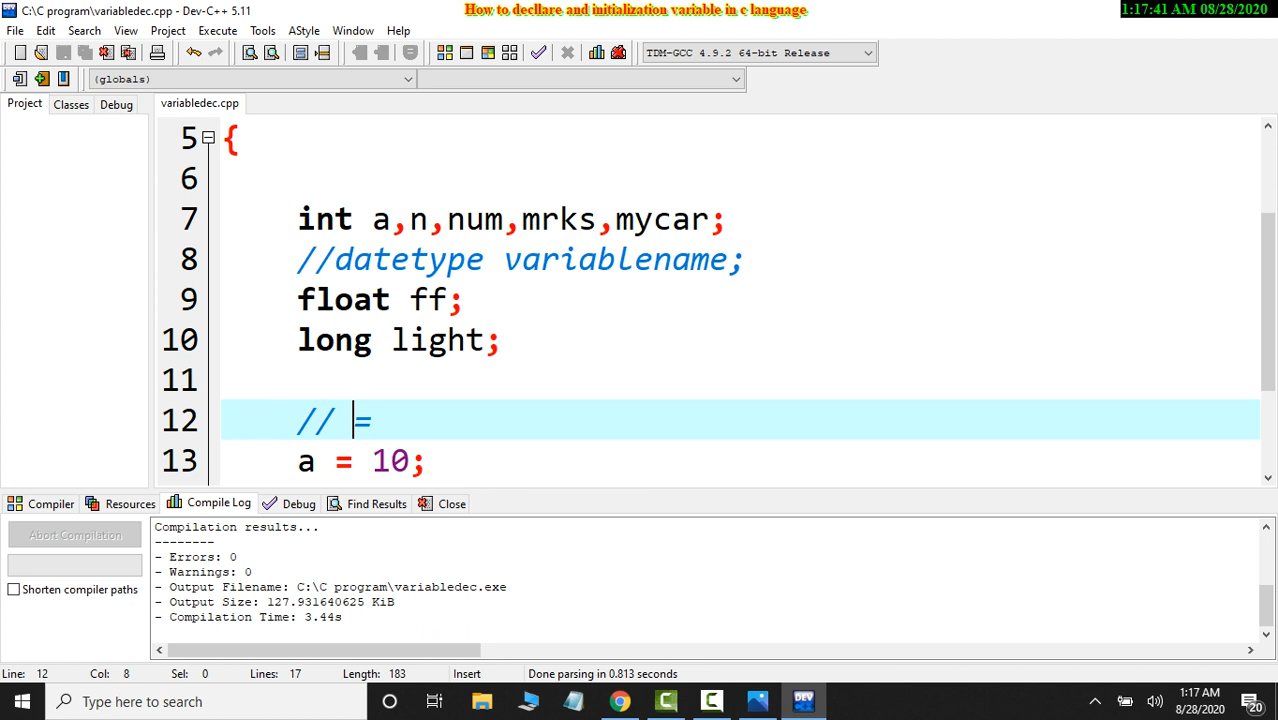 C:\C program\variabledec.cpp - Dev-C++ 5.11
How to decllare and initialization variable in c language
1:17:41 AM 08/28/2020
File Edit Search View Project Execute Tools AStyle Window Help
TDM-GCC 4.9.2 64-bit Release
(globals)
Project Classes Debug variabledec.cpp
5 {
6
7 int a,n,num,mrks,mycar;
8 //datetype variablename;
9 float ff;
10 long light;
11
12 // =
13 a = 10;
Compiler Resources Compile Log Debug Find Results Close
Abort Compilation
Shorten compiler paths
Compilation results...
--------
- Errors: 0
- Warnings: 0
- Output Filename: C:\C program\variabledec.exe
- Output Size: 127.931640625 KiB
- Compilation Time: 3.44s
Line: 12 Col: 8 Sel: 0 Lines: 17 Length: 183 Insert Done parsing in 0.813 seconds
Type here to search
DEV
1:17 AM
8/28/2020
20